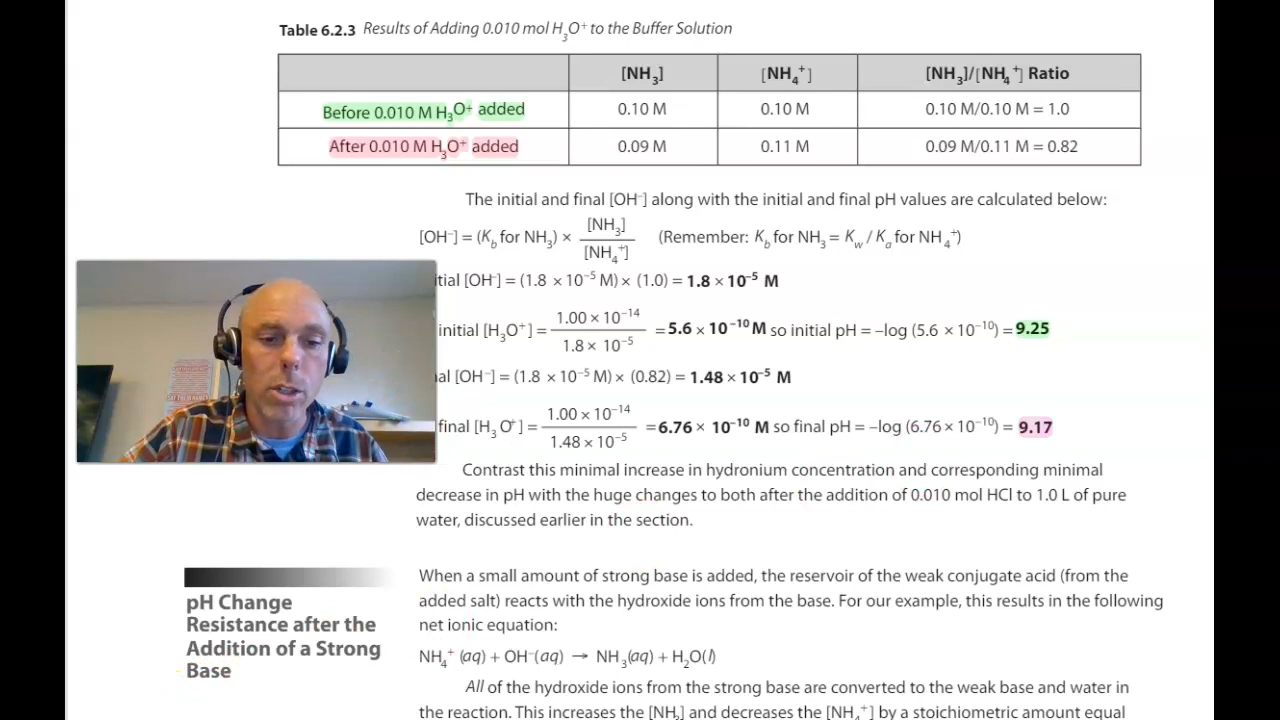 Table 6.2.3 Results of Adding 0.010 mol H₃O⁺ to the Buffer Solution
[NH₃] [NH₄⁺] [NH₃]/[NH₄⁺] Ratio
Before 0.010 M H₃O⁺ added 0.10 M 0.10 M 0.10 M/0.10 M = 1.0
After 0.010 M H₃O⁺ added 0.09 M 0.11 M 0.09 M/0.11 M = 0.82
The initial and final [OH⁻] along with the initial and final pH values are calculated below:
[OH⁻] = (K_b for NH₃) × [NH₃]/[NH₄⁺] (Remember: K_b for NH₃ = K_w / K_a for NH₄⁺)
itial [OH⁻] = (1.8 × 10⁻⁵ M) × (1.0) = 1.8 × 10⁻⁵ M
initial [H₃O⁺] = 1.00 × 10⁻¹⁴/1.8 × 10⁻⁵ = 5.6 × 10⁻¹⁰ M so initial pH = –log (5.6 × 10⁻¹⁰) = 9.25
al [OH⁻] = (1.8 × 10⁻⁵ M) × (0.82) = 1.48 × 10⁻⁵ M
final [H₃O⁺] = 1.00 × 10⁻¹⁴/1.48 × 10⁻⁵ = 6.76 × 10⁻¹⁰ M so final pH = –log (6.76 × 10⁻¹⁰) = 9.17
Contrast this minimal increase in hydronium concentration and corresponding minimal
decrease in pH with the huge changes to both after the addition of 0.010 mol HCl to 1.0 L of pure
water, discussed earlier in the section.
pH Change
Resistance after the
Addition of a Strong
Base
When a small amount of strong base is added, the reservoir of the weak conjugate acid (from the
added salt) reacts with the hydroxide ions from the base. For our example, this results in the following
net ionic equation:
NH₄⁺ (aq) + OH⁻(aq) → NH₃(aq) + H₂O(l)
All of the hydroxide ions from the strong base are converted to the weak base and water in
the reaction. This increases the [NH₃] and decreases the [NH₄⁺] by a stoichiometric amount equal